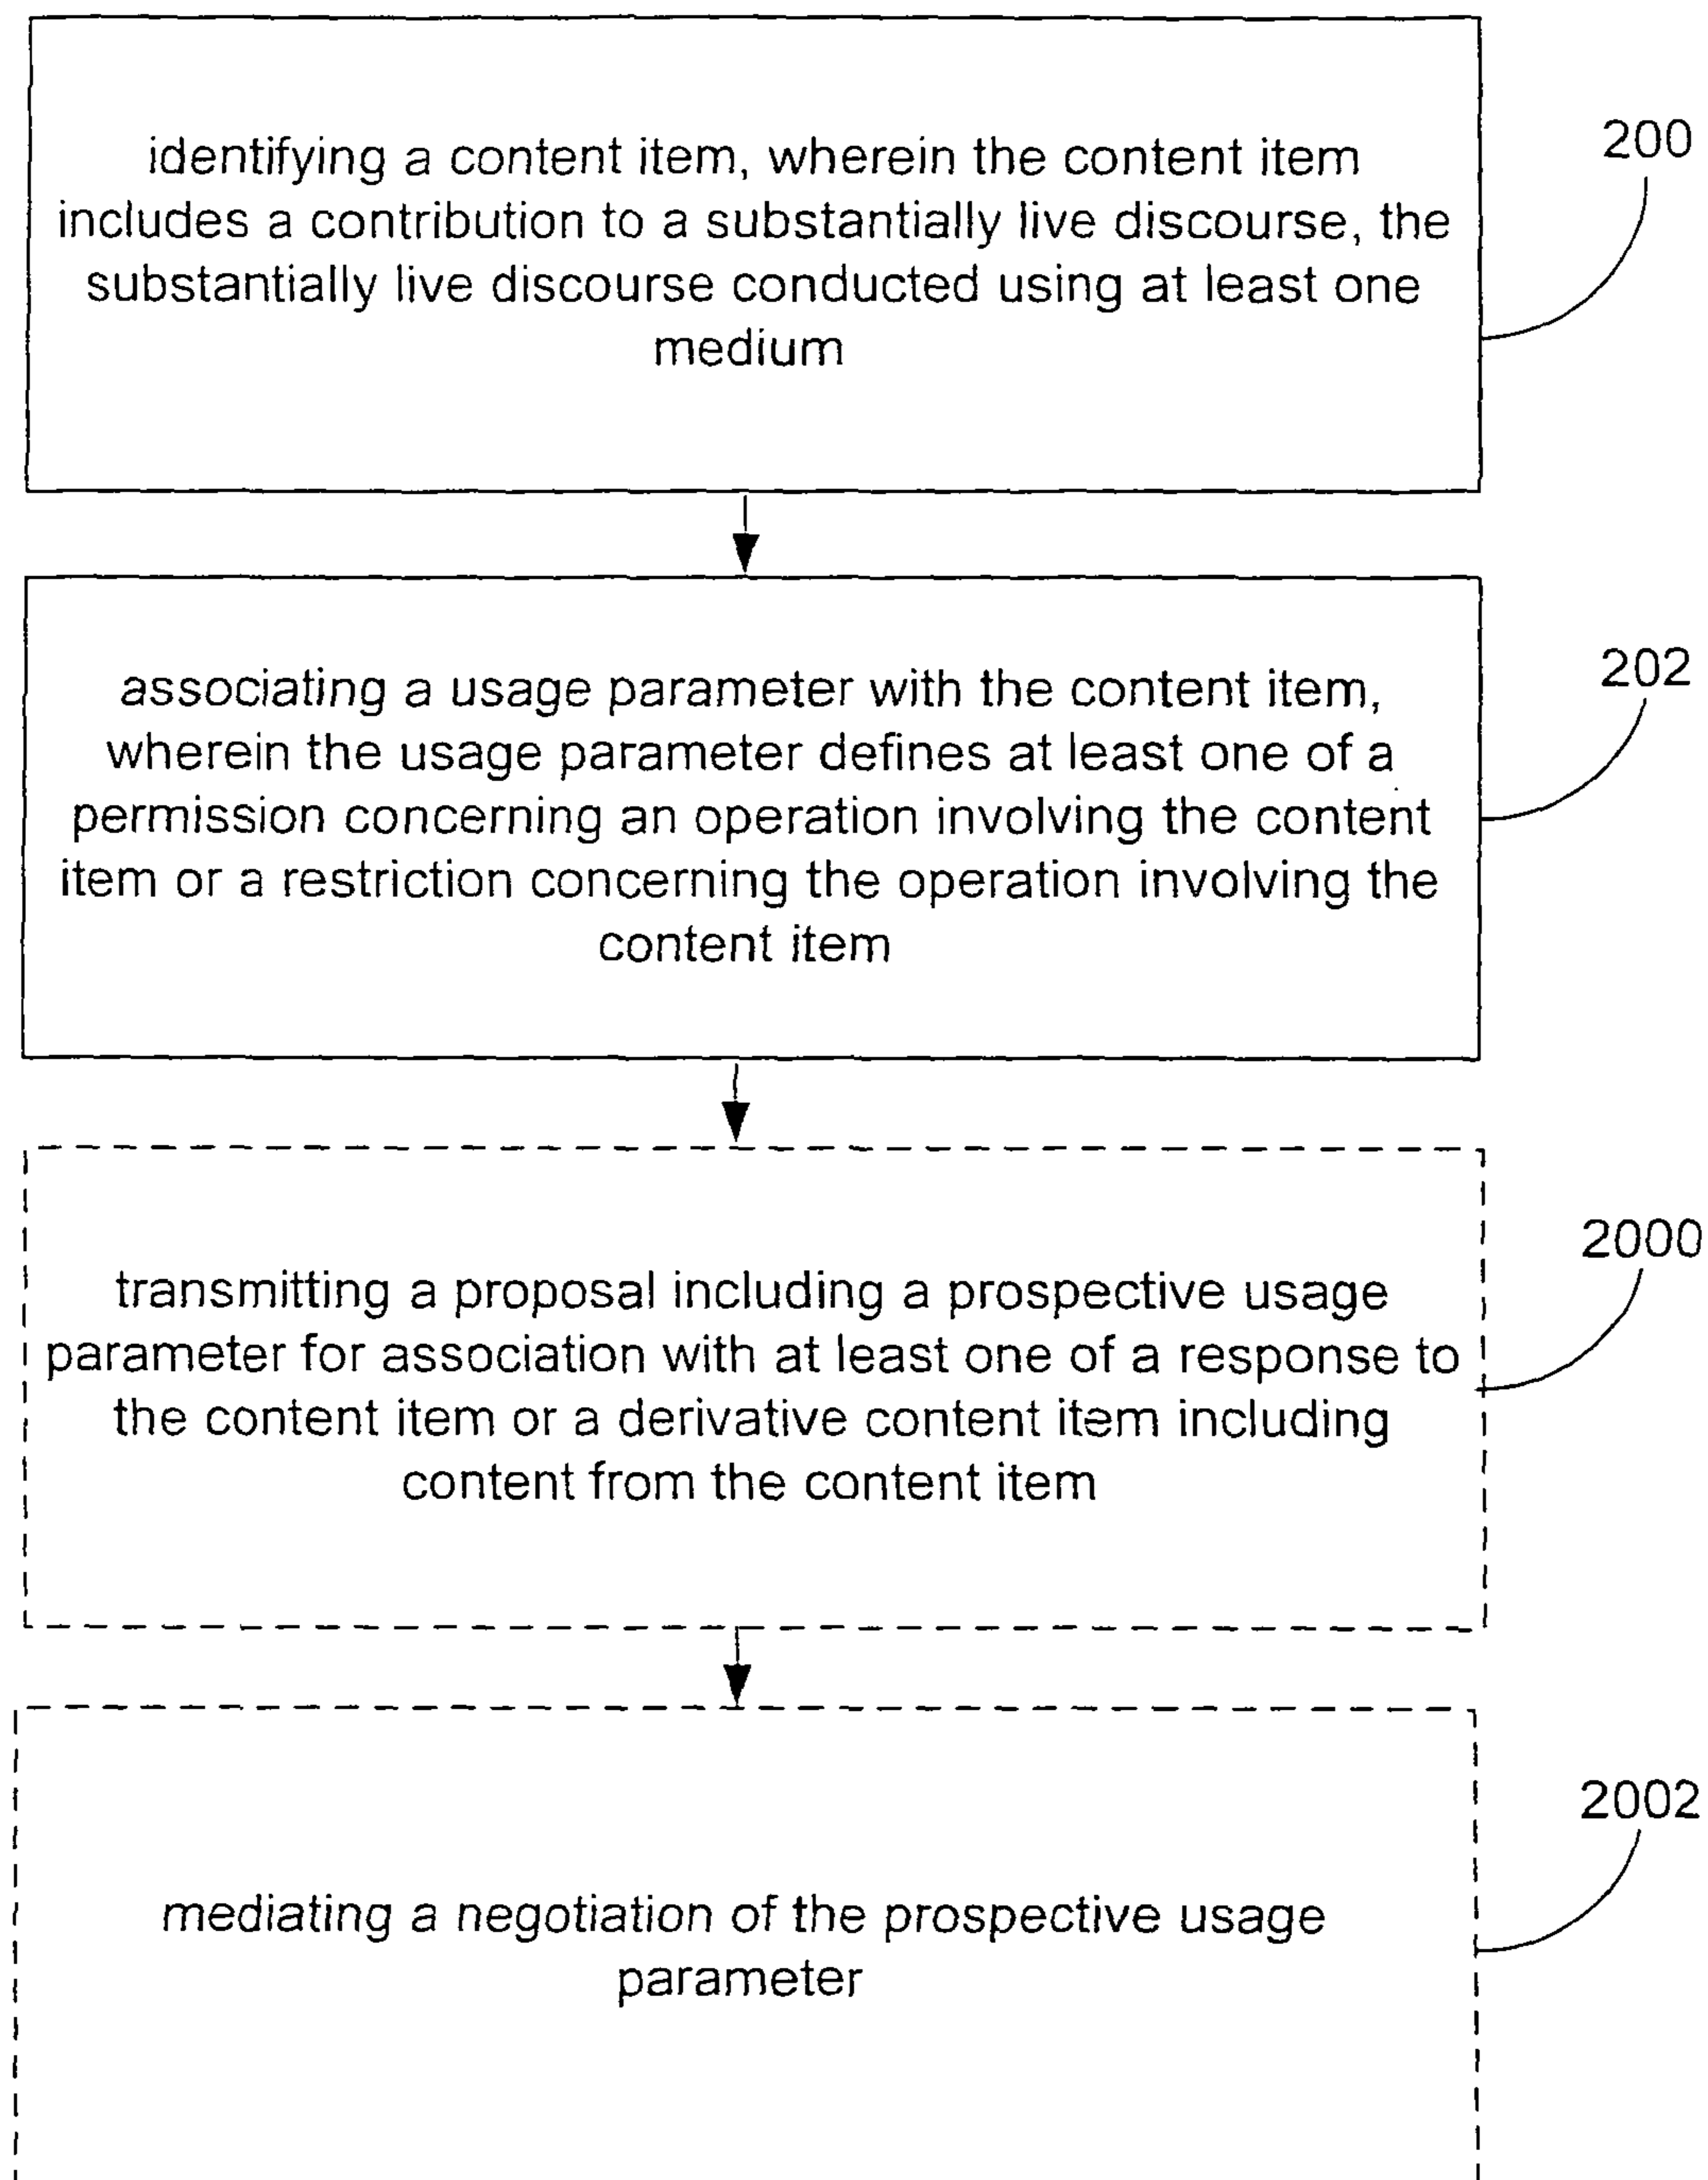 identifying a content item, wherein the content item
includes a contribution to a substantially live discourse, the
substantially live discourse conducted using at least one
medium
200
associating a usage parameter with the content item,
wherein the usage parameter defines at least one of a
permission concerning an operation involving the content
item or a restriction concerning the operation involving the
content item
202
transmitting a proposal including a prospective usage
parameter for association with at least one of a response to
the content item or a derivative content item including
content from the content item
2000
mediating a negotiation of the prospective usage
parameter
2002